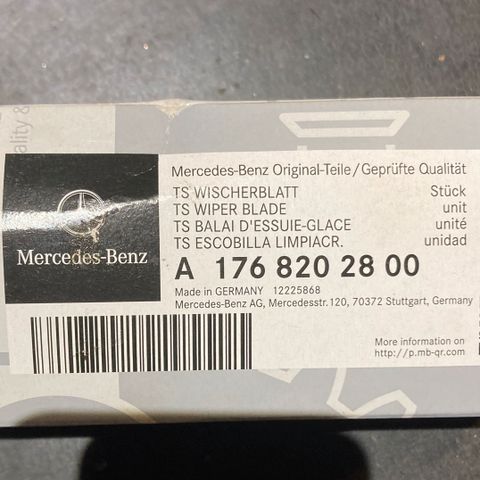 ality &
Mercedes-Benz
Mercedes-Benz Original-Teile/Geprüfte Qualität
TS WISCHERBLATT Stück
TS WIPER BLADE unit
TS BALAI D'ESSUIE-GLACE unité
TS ESCOBILLA LIMPIACR. unidad
A 176 820 28 00
Made in GERMANY 12225868
Mercedes-Benz AG, Mercedesstr.120, 70372 Stuttgart, Germany
More information on
http://p.mb-qr.com